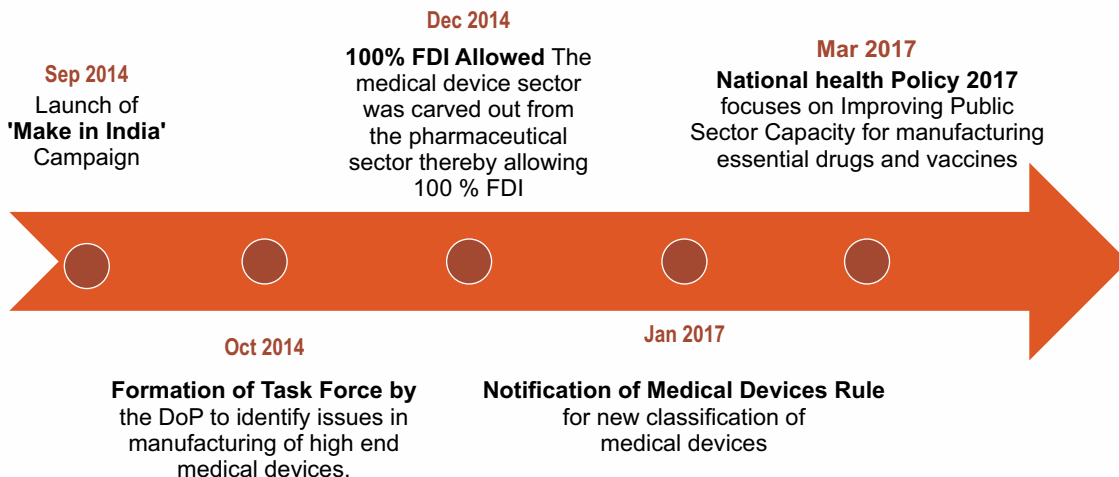 Sep 2014
Launch of
'Make in India'
Campaign
Oct 2014
Formation of Task Force by
the DoP to identify issues in
manufacturing of high end
medical devices.
Dec 2014
100% FDI Allowed The
medical device sector
was carved out from
the pharmaceutical
sector thereby allowing
100 % FDI
Jan 2017
Notification of Medical Devices Rule
for new classification of
medical devices
Mar 2017
National health Policy 2017
focuses on Improving Public
Sector Capacity for manufacturing
essential drugs and vaccines